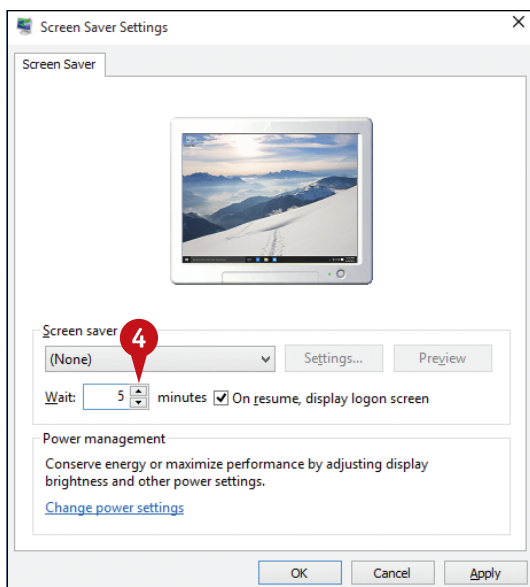 Screen Saver Settings
Screen Saver
Screen saver
4
(None)
Settings...
Preview
Wait: 5 minutes On resume, display logon screen
Power management
Conserve energy or maximize performance by adjusting display
brightness and other power settings.
Change power settings
OK Cancel Apply